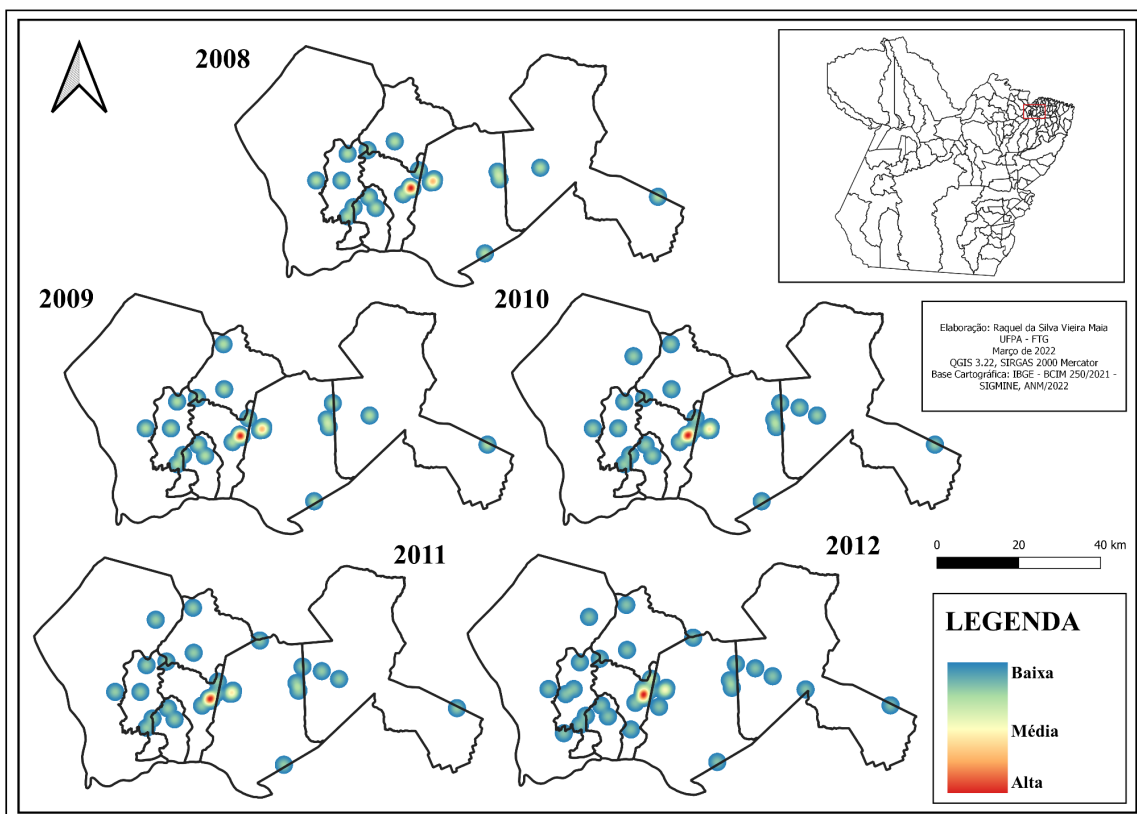 2008
2009
2010
Elaboração: Raquel da Silva Vieira Maia
UFPA - FTG
Março de 2022
QGIS 3.22, SIRGAS 2000 Mercator
Base Cartográfica: IBGE - BCIM 250/2021 -
SIGMINE, ANM/2022
2011
2012
0 20 40 km
LEGENDA
Baixa
Média
Alta